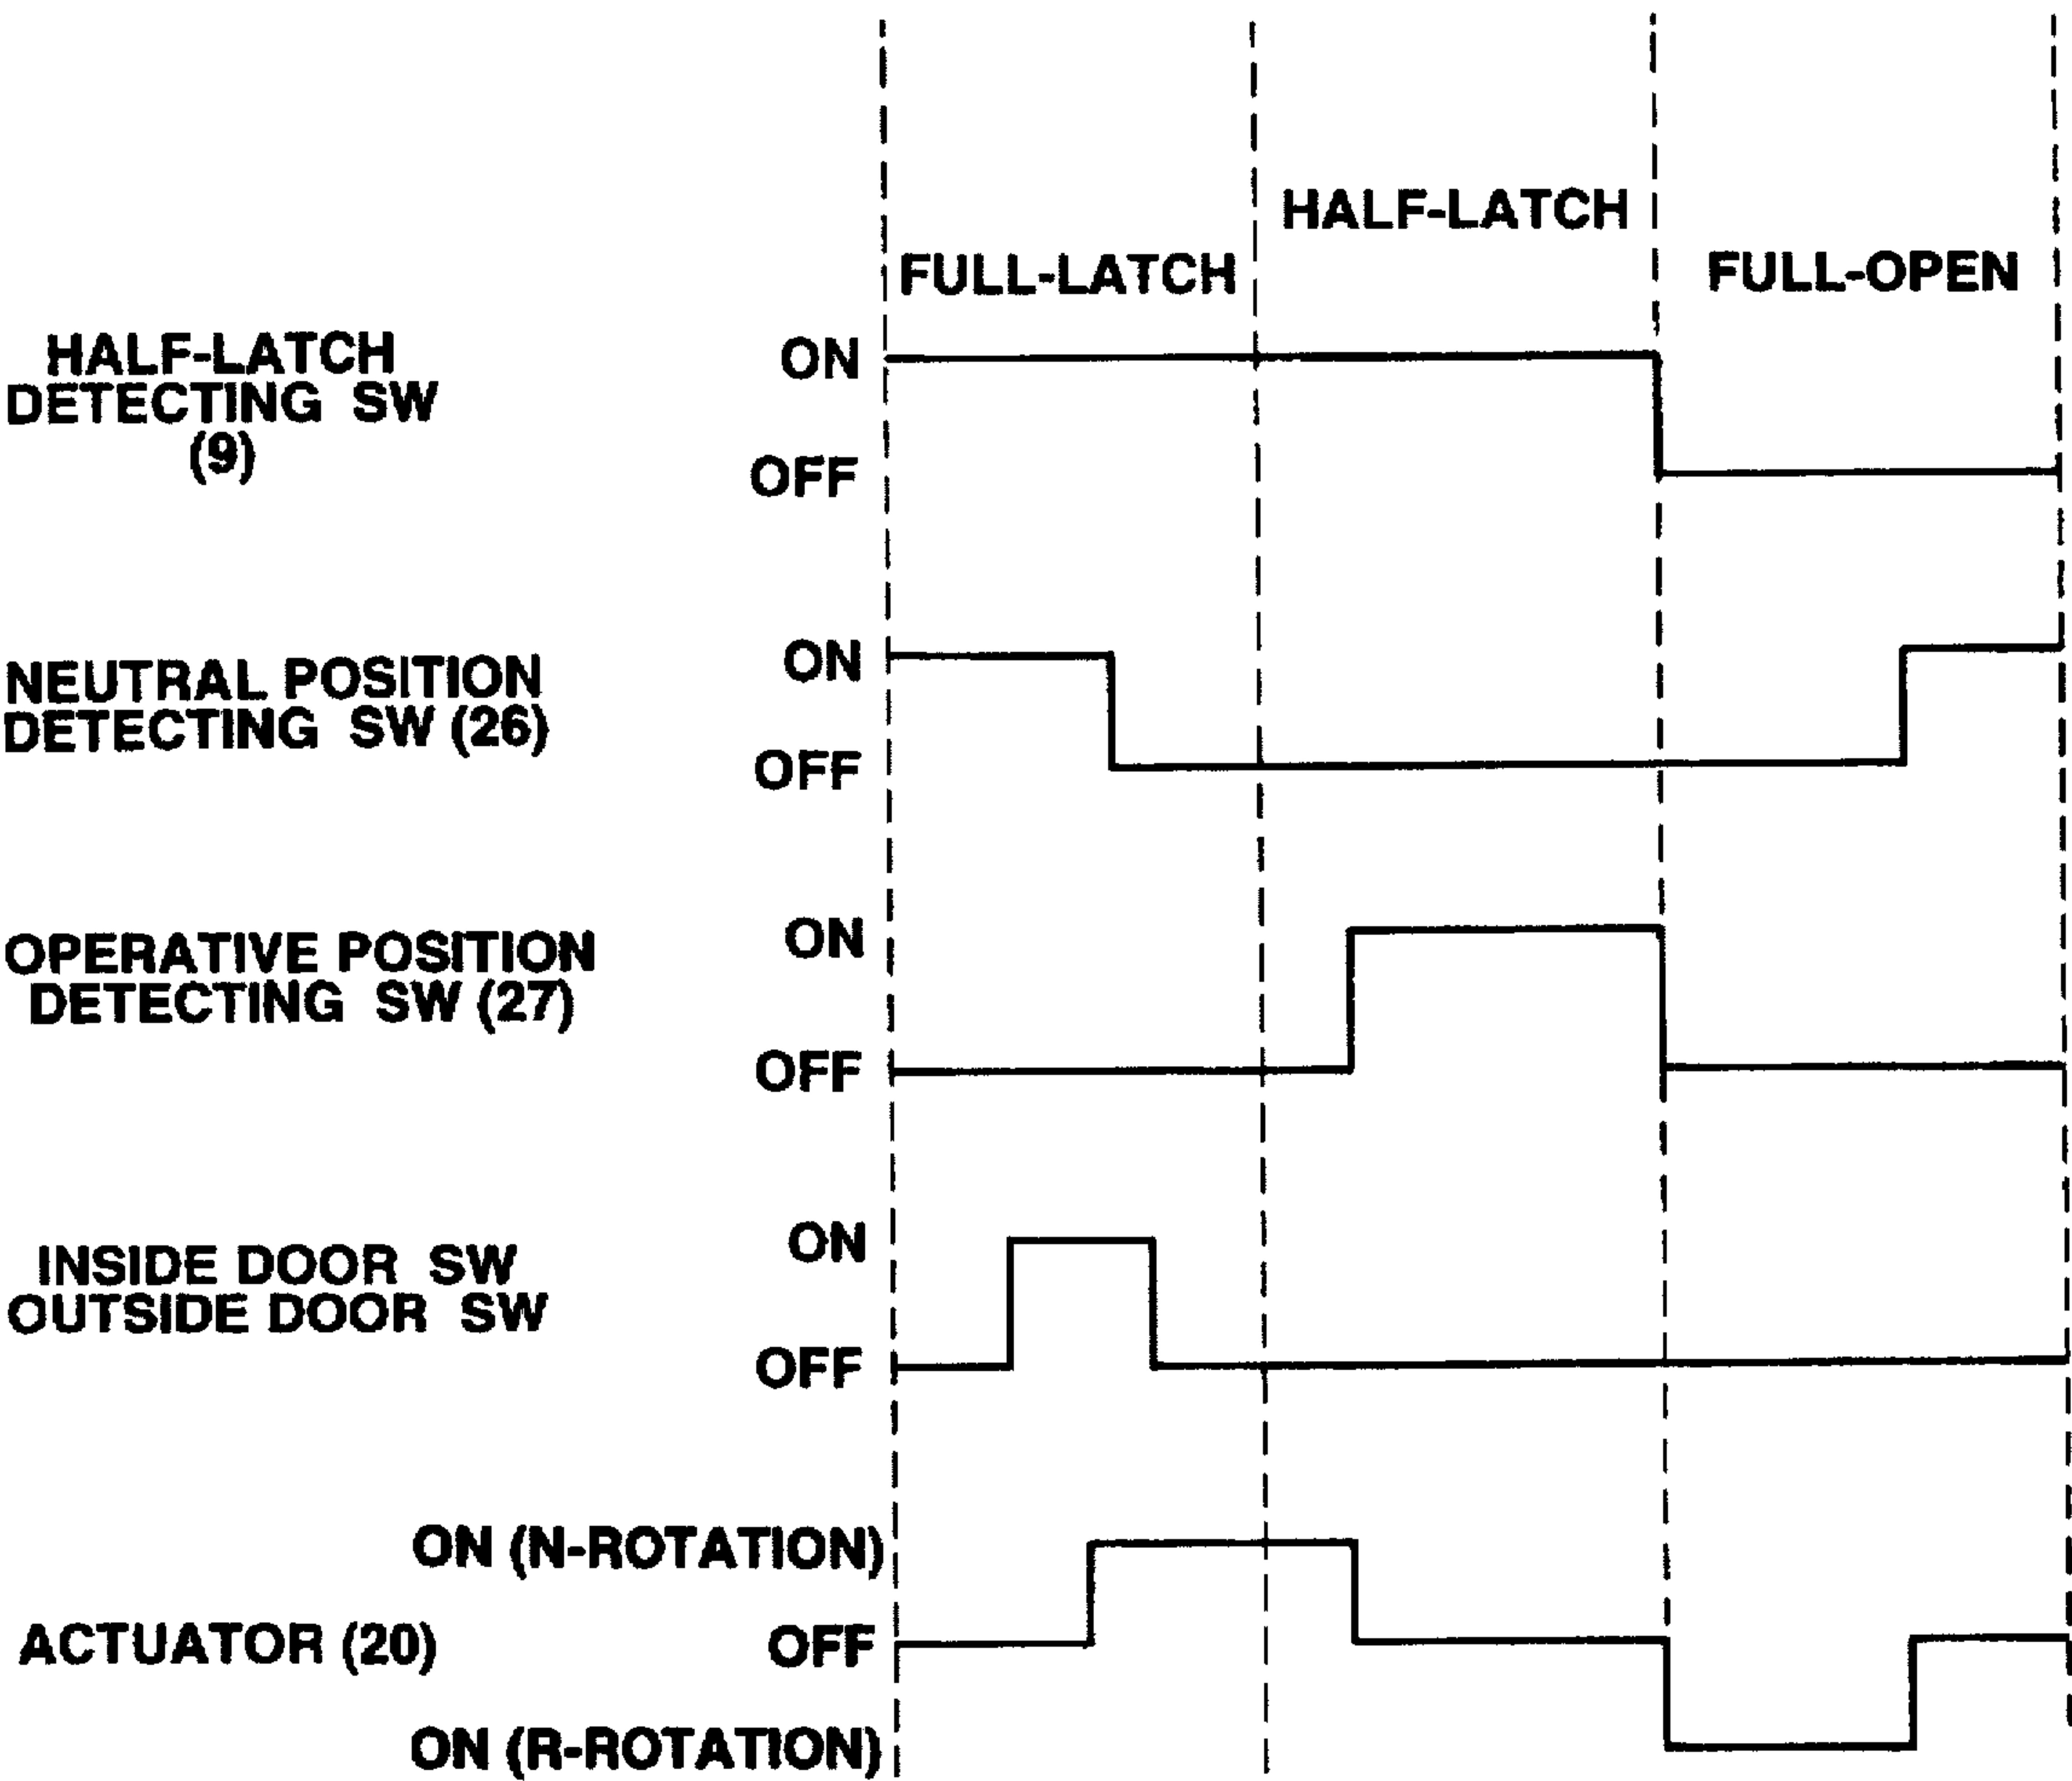 HALF-LATCH
FULL-LATCH
FULL-OPEN
HALF-LATCH
DETECTING SW
(9)
ON
OFF
NEUTRAL POSITION
DETECTING SW (26)
ON
OFF
OPERATIVE POSITION
DETECTING SW (27)
ON
OFF
INSIDE DOOR SW
OUTSIDE DOOR SW
ON
OFF
ON (N-ROTATION)
ACTUATOR (20)
OFF
ON (R-ROTATION)